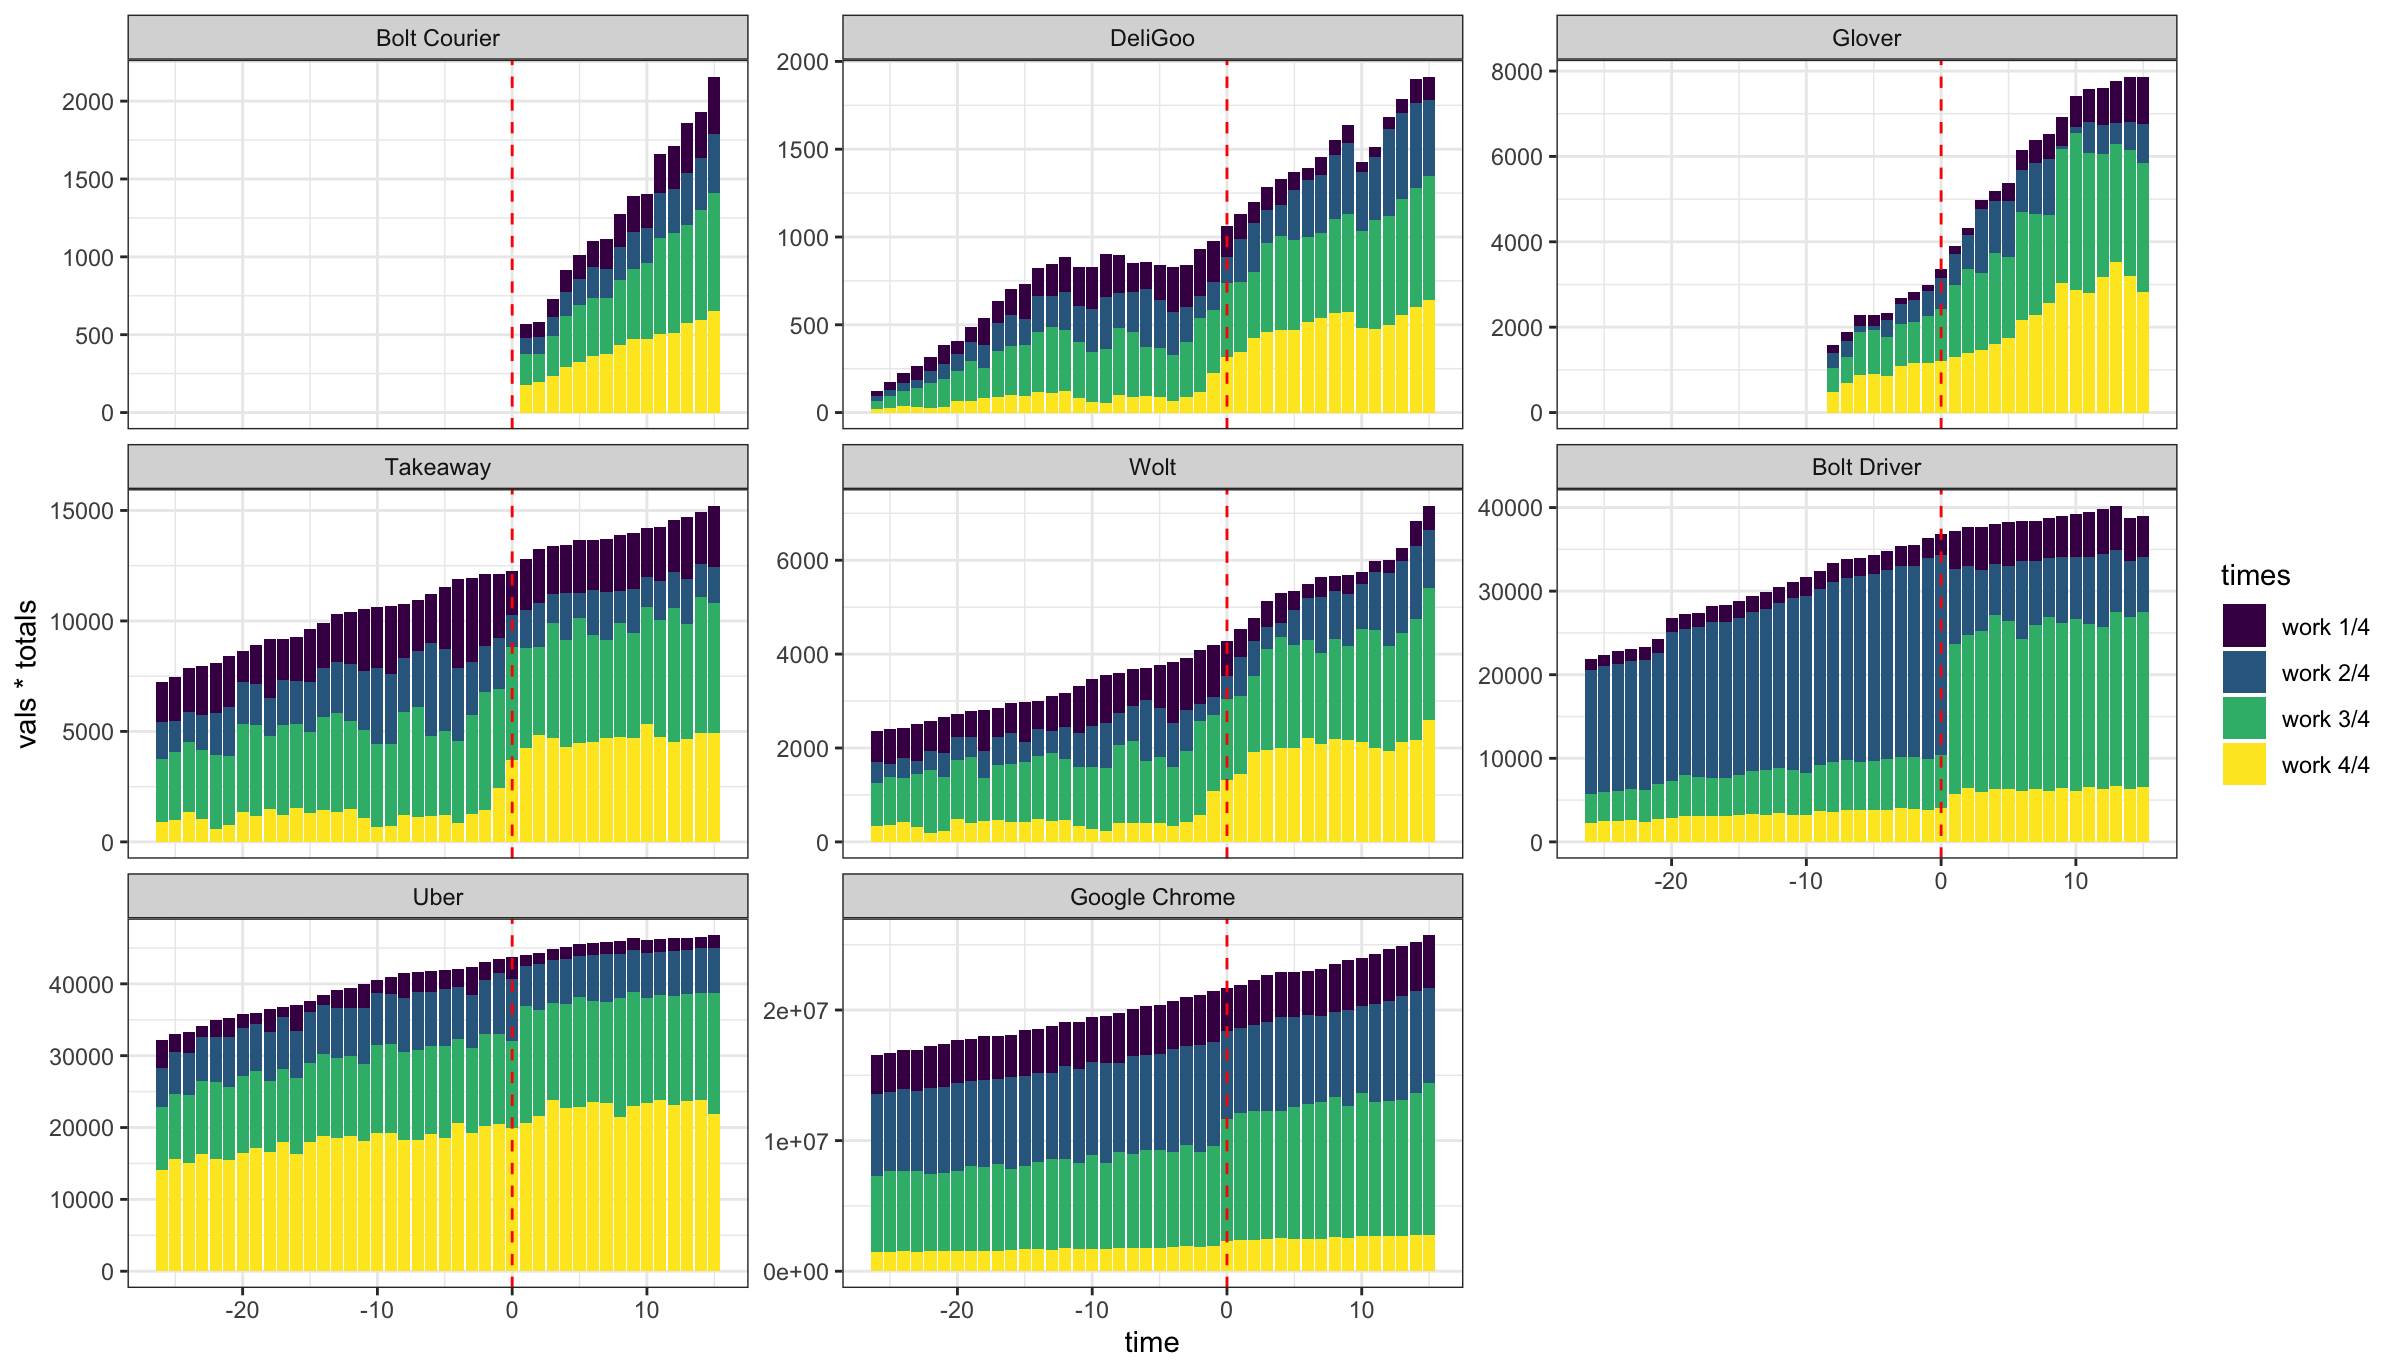 Bolt Courier
DeliGoo
Glover
2000
1500
1000
500
0
2000
1500
1000
500
0
8000
6000
4000
2000
0
Takeaway
Wolt
Bolt Driver
15000
10000
5000
0
6000
4000
2000
0
40000
30000
20000
10000
0
-20 -10 0 10
Uber
Google Chrome
40000
30000
20000
10000
0
2e+07
1e+07
0e+00
-20 -10 0 10
-20 -10 0 10
time
vals * totals
times
work 1/4
work 2/4
work 3/4
work 4/4